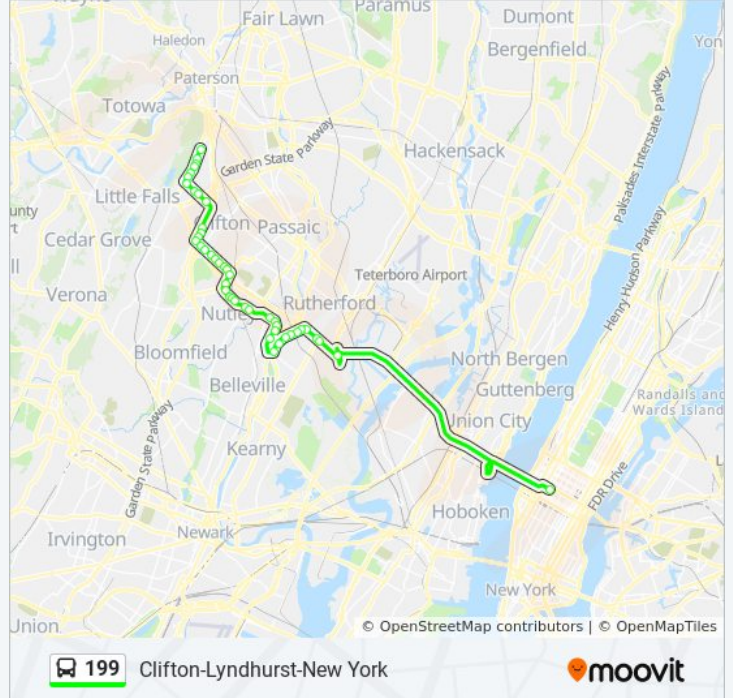 Wayne
Fair Lawn
Paramus
Dumont
Haledon
Bergenfield
Yon
Paterson
Totowa
Garden State Parkway
Hackensack
Palisades Interstate Parkway
Little Falls
unty
rt
Clifton
Passaic
Cedar Grove
ll
Teterboro Airport
Henry Hudson Parkway
Verona
Rutherford
Nutley
Bloomfield
North Bergen
Belleville
Guttenberg
Randalls and
Wards Island
Union City
Garden State Parkway
Kearny
L
FDR Drive
Hoboken
Newark
Irvington
New York
Union
© OpenStreetMap contributors | © OpenMapTiles
199 Clifton-Lyndhurst-New York
moovit